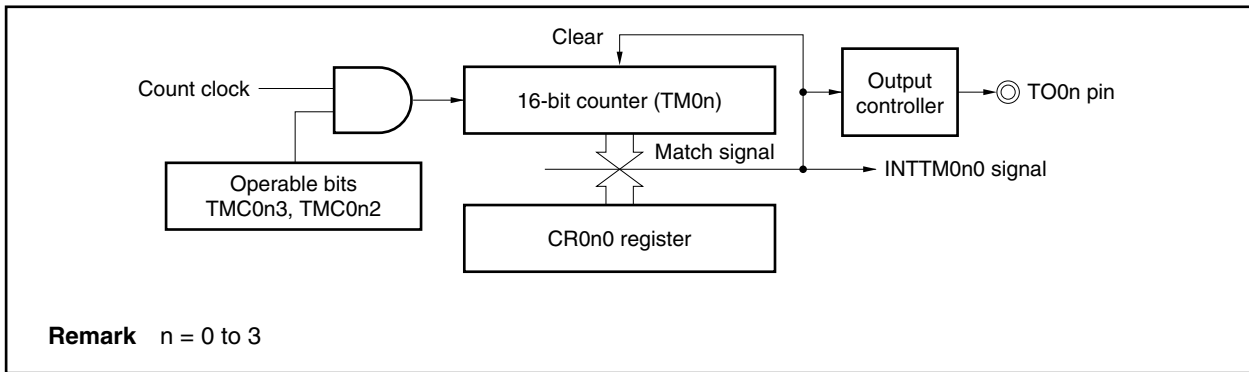 Clear
Count clock
16-bit counter (TM0n)
Output
controller
TO0n pin
Match signal
INTTM0n0 signal
Operable bits
TMC0n3, TMC0n2
CR0n0 register
Remark n = 0 to 3